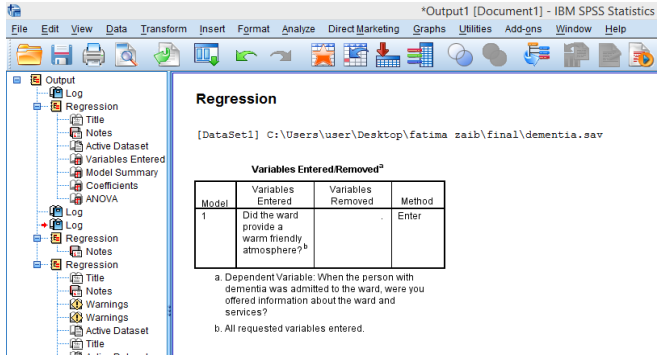 *Output1 [Document1] - IBM SPSS Statistics
File Edit View Data Transform Insert Format Analyze Direct Marketing Graphs Utilities Add-ons Window Help
Output
Log
Regression
Title
Notes
Active Dataset
Variables Entered
Model Summary
Coefficients
ANOVA
Log
Log
Regression
Notes
Regression
Title
Notes
Warnings
Warnings
Active Dataset
Title
Regression
[DataSet1] C:\Users\user\Desktop\fatima zaib\final\dementia.sav
Variables Entered/Removedᵃ
Model Variables Entered Variables Removed Method
1 Did the ward provide a warm friendly atmosphere?ᵇ . Enter
a. Dependent Variable: When the person with
dementia was admitted to the ward, were you
offered information about the ward and
services?
b. All requested variables entered.